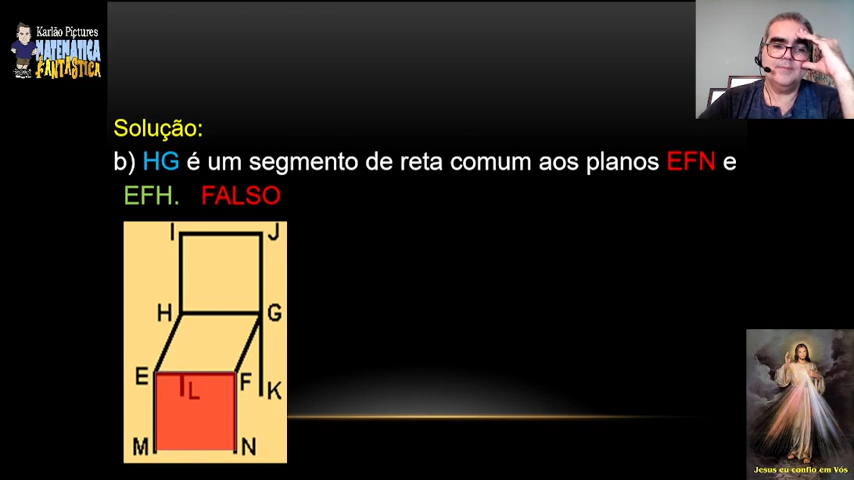 Karlão Pictures
MATEMÁTICA
FANTÁSTICA
Solução:
b) HG é um segmento de reta comum aos planos EFN e
EFH. FALSO
I J
H G
E F
L K
M N
Jesus eu confio em Vós